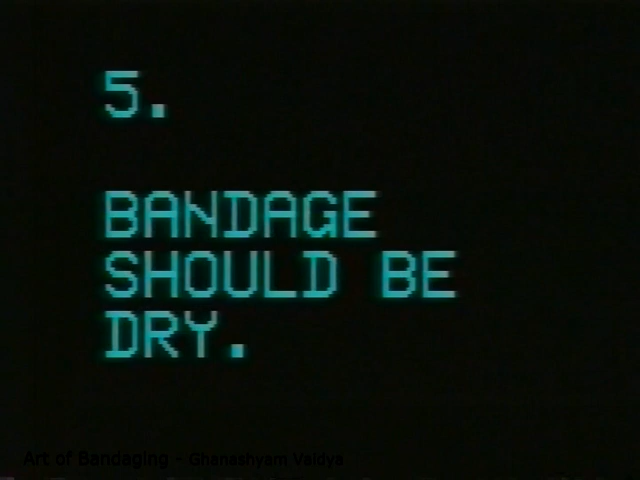 5.
BANDAGE
SHOULD BE
DRY.
Art of Bandaging - Ghanashyam Vaidya